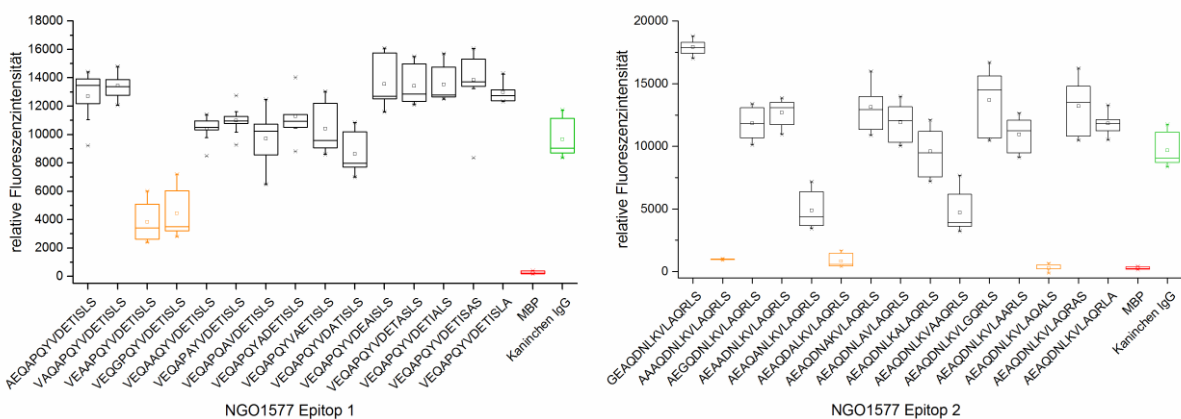 relative Fluoreszenzintensität
18000
16000
14000
12000
10000
8000
6000
4000
2000
0
AEQAPQYVDETISLS
VAQAPQYVDETISLS
VEAAPQYVDETISLS
VEQGPQYVDETISLS
VEQAAQYVDETISLS
VEQAPAYVDETISLS
VEQAPQAVDETISLS
VEQAPQYADETISLS
VEQAPQYVAETISLS
VEQAPQYVDATISLS
VEQAPQYVDEAISLS
VEQAPQYVDETASLS
VEQAPQYVDETIALS
VEQAPQYVDETISAS
VEQAPQYVDETISLA
MBP
Kaninchen IgG
NGO1577 Epitop 1
relative Fluoreszenzintensität
20000
15000
10000
5000
0
GEAQDNLKVLAQRLS
AAAQDNLKVLAQRLS
AEGQDNLKVLAQRLS
AEAADNLKVLAQRLS
AEAQANLKVLAQRLS
AEAQDALKVLAQRLS
AEAQDNAKVLAQRLS
AEAQDNLAVLAQRLS
AEAQDNLKALAQRLS
AEAQDNLKVAAQRLS
AEAQDNLKVLGQRLS
AEAQDNLKVLAARLS
AEAQDNLKVLAQALS
AEAQDNLKVLAQRAS
AEAQDNLKVLAQRLA
MBP
Kaninchen IgG
NGO1577 Epitop 2